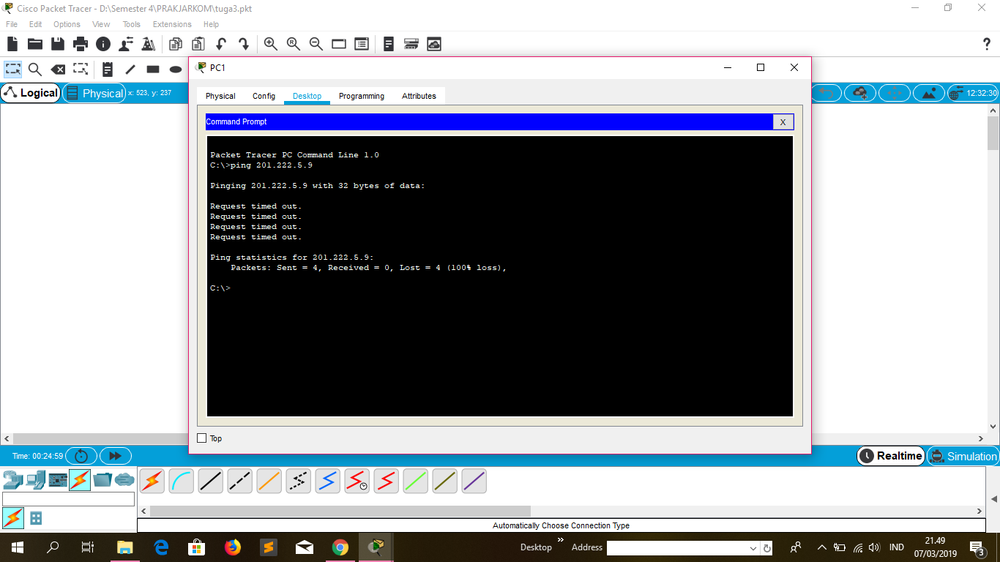 Cisco Packet Tracer - D:\Semester 4\PRAKJARKOM\tuga3.pkt
File Edit Options View Tools Extensions Help
?
PC1
Logical Physical x: 523, y: 237
12:32:30
Physical Config Desktop Programming Attributes
Command Prompt X
Packet Tracer PC Command Line 1.0
C:\>ping 201.222.5.9
Pinging 201.222.5.9 with 32 bytes of data:
Request timed out.
Request timed out.
Request timed out.
Request timed out.
Ping statistics for 201.222.5.9:
Packets: Sent = 4, Received = 0, Lost = 4 (100% loss),
C:\>
Top
Time: 00:24:59
Realtime Simulation
Automatically Choose Connection Type
Desktop Address IND 21.49
07/03/2019 3